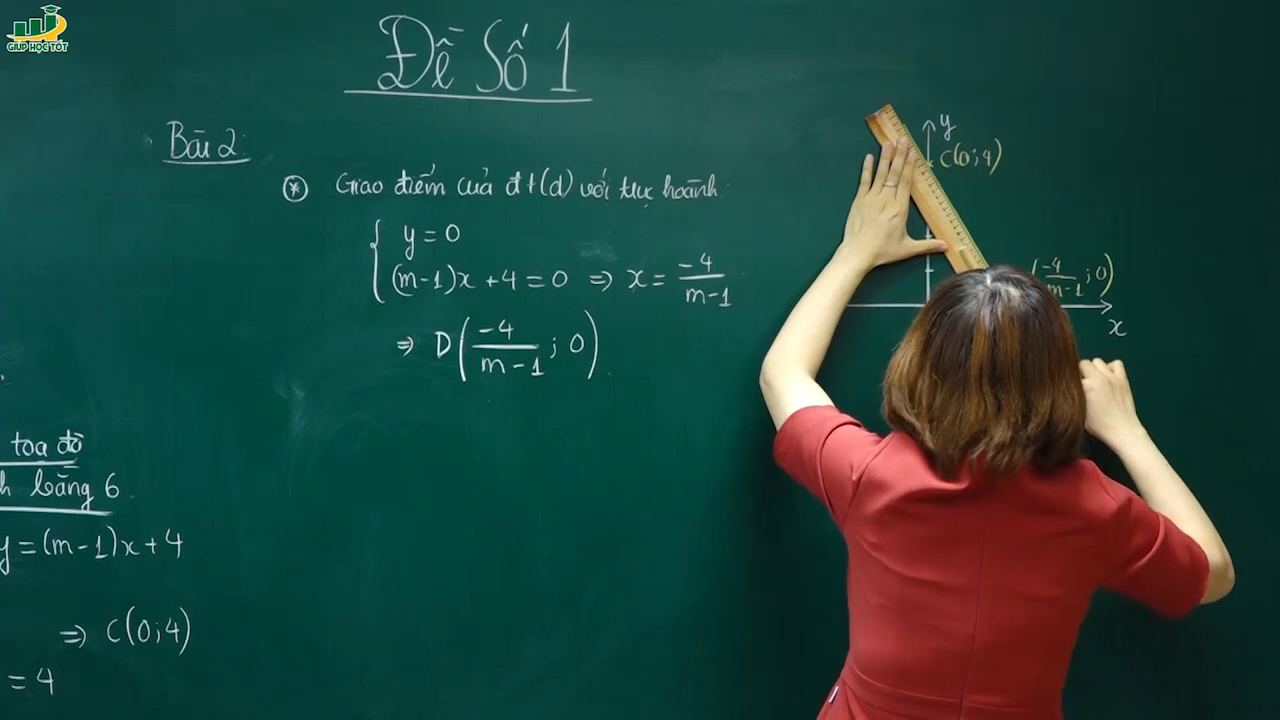 GIÚP HỌC TỐT
Đề Số 1
Bài 2:
(*) Giao điểm của đt (d) với trục hoành:
y = 0
(m-1)x + 4 = 0 ⇒ x = -4/(m-1)
⇒ D(-4/(m-1); 0)
toạ độ
bằng 6
y = (m-1)x + 4
⇒ C(0;4)
= 4
y
C(0;4)
(-4/(m-1); 0)
x